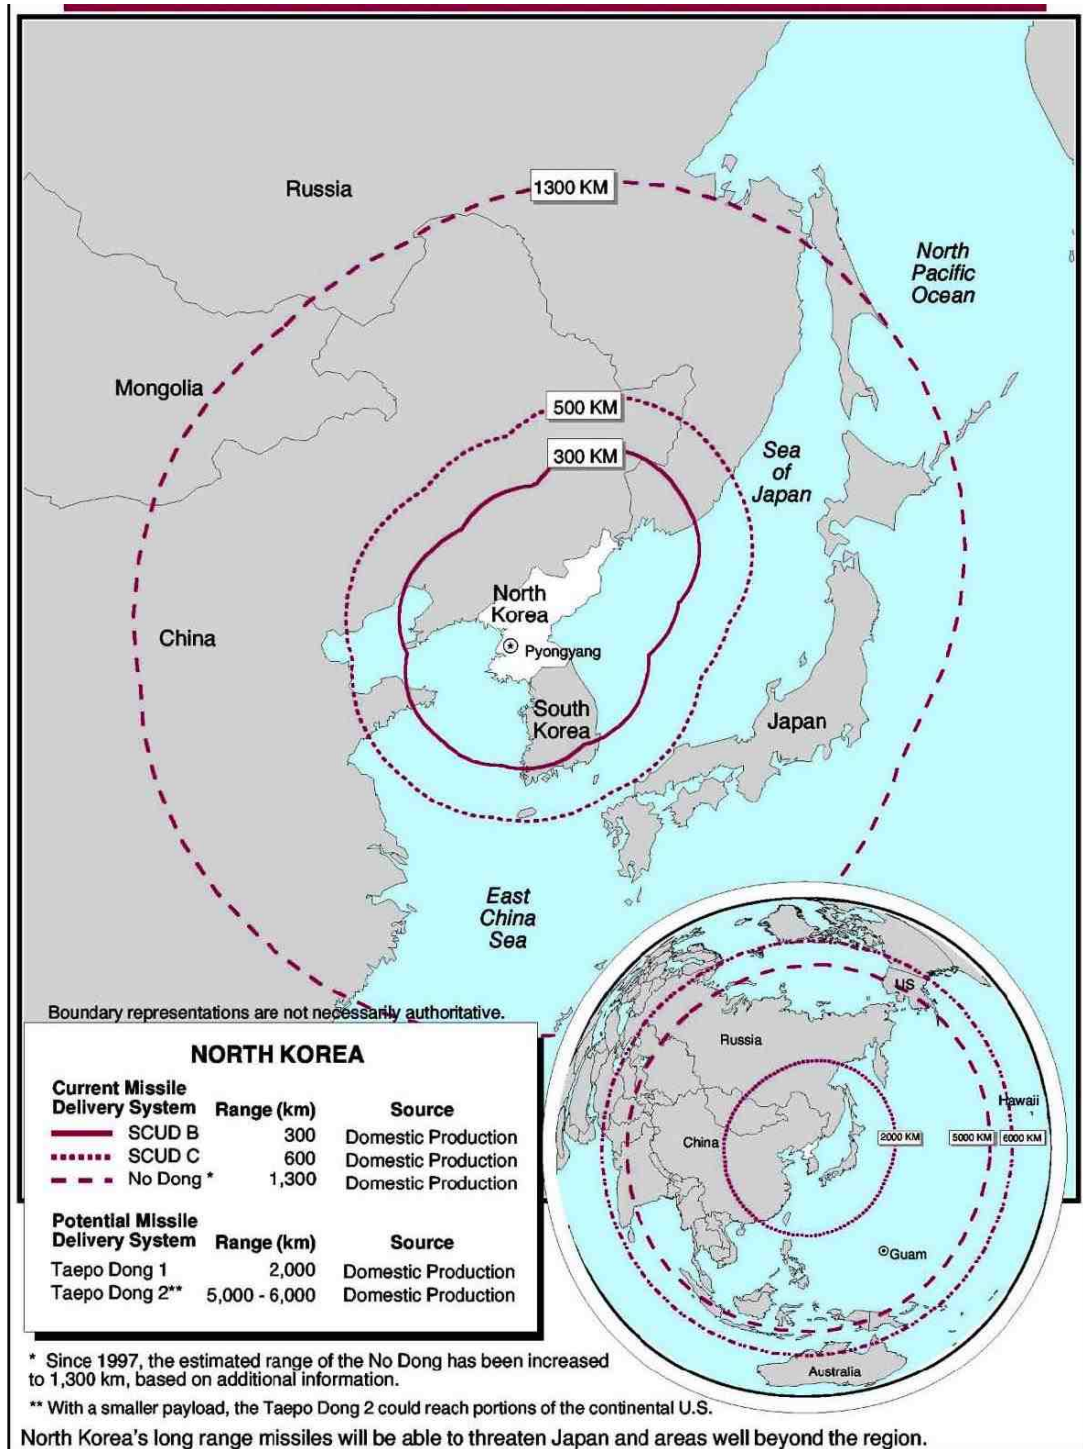 1300 KM
Russia
North
Pacific
Ocean
Mongolia
500 KM
300 KM
Sea
of
Japan
North
Korea
Pyongyang
China
South
Korea
Japan
East
China
Sea
Boundary representations are not necessarily authoritative.
NORTH KOREA
Current Missile
Delivery System Range (km) Source
SCUD B 300 Domestic Production
SCUD C 600 Domestic Production
No Dong * 1,300 Domestic Production
Potential Missile
Delivery System Range (km) Source
Taepo Dong 1 2,000 Domestic Production
Taepo Dong 2** 5,000 - 6,000 Domestic Production
US
Russia
Hawaii
China
2000 KM
5000 KM
6000 KM
Guam
Australia
* Since 1997, the estimated range of the No Dong has been increased
to 1,300 km, based on additional information.
** With a smaller payload, the Taepo Dong 2 could reach portions of the continental U.S.
North Korea's long range missiles will be able to threaten Japan and areas well beyond the region.